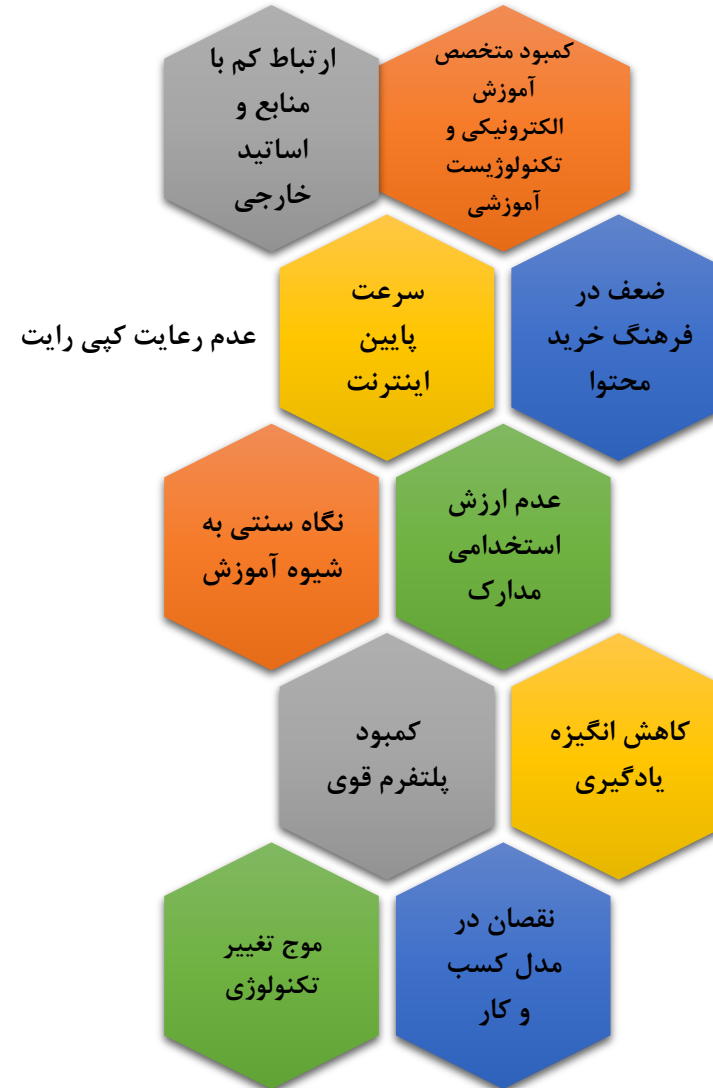 کمبود متخصص
آموزش
الکترونیکی و
تکنولوژیست
آموزشی
ارتباط کم با
منابع و
اساتید
خارجی
ضعف در
فرهنگ خرید
محتوا
سرعت
پایین
اینترنت
عدم رعایت کپی رایت
عدم ارزش
استخدامی
مدارک
نگاه سنتی به
شیوه آموزش
کاهش انگیزه
یادگیری
کمبود
پلتفرم قوی
نقصان در
مدل کسب
و کار
موج تغییر
تکنولوژی